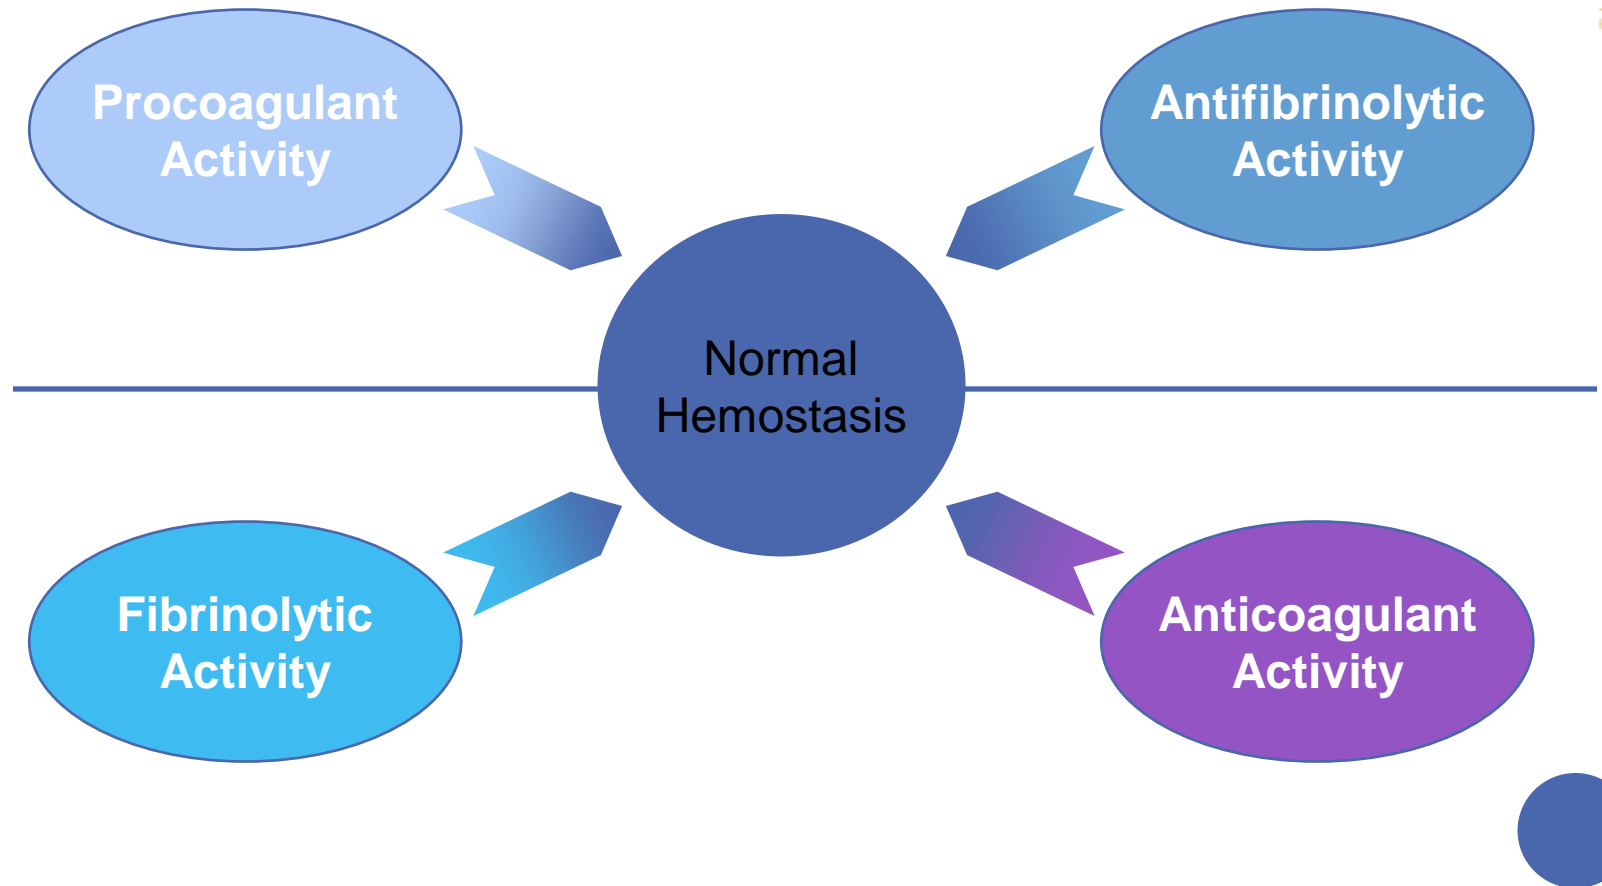 Procoagulant
Activity
Antifibrinolytic
Activity
Normal
Hemostasis
Fibrinolytic
Activity
Anticoagulant
Activity